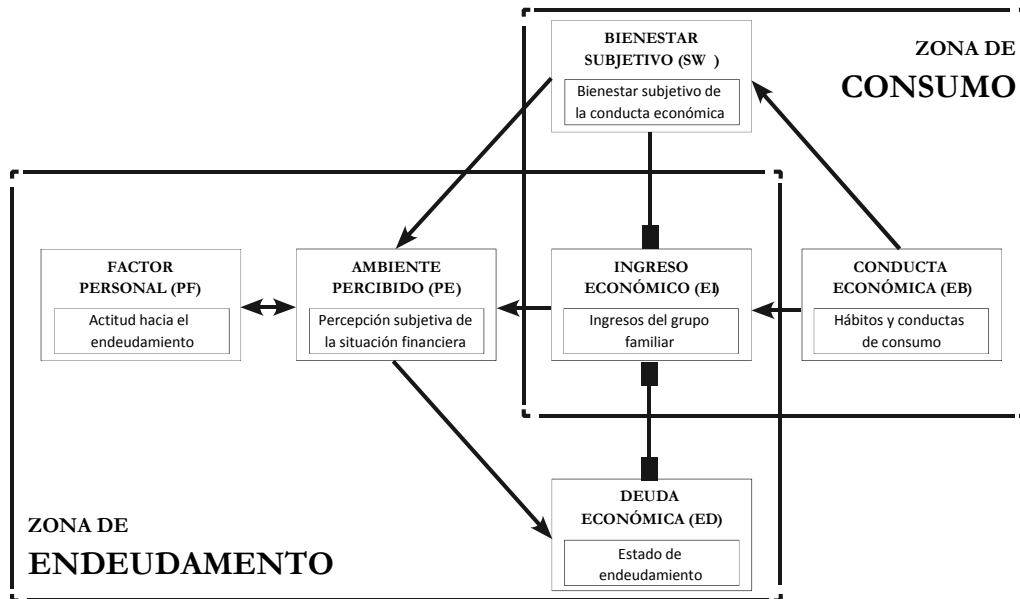 BIENESTAR
SUBJETIVO (SW )
Bienestar subjetivo de
la conducta económica
ZONA DE
CONSUMO
FACTOR
PERSONAL (PF)
Actitud hacia el
endeudamiento
AMBIENTE
PERCIBIDO (PE)
Percepción subjetiva de
la situación financiera
INGRESO
ECONÓMICO (EI)
Ingresos del grupo
familiar
CONDUCTA
ECONÓMICA (EB)
Hábitos y conductas
de consumo
ZONA DE
ENDEUDAMENTO
DEUDA
ECONÓMICA (ED)
Estado de
endeudamiento